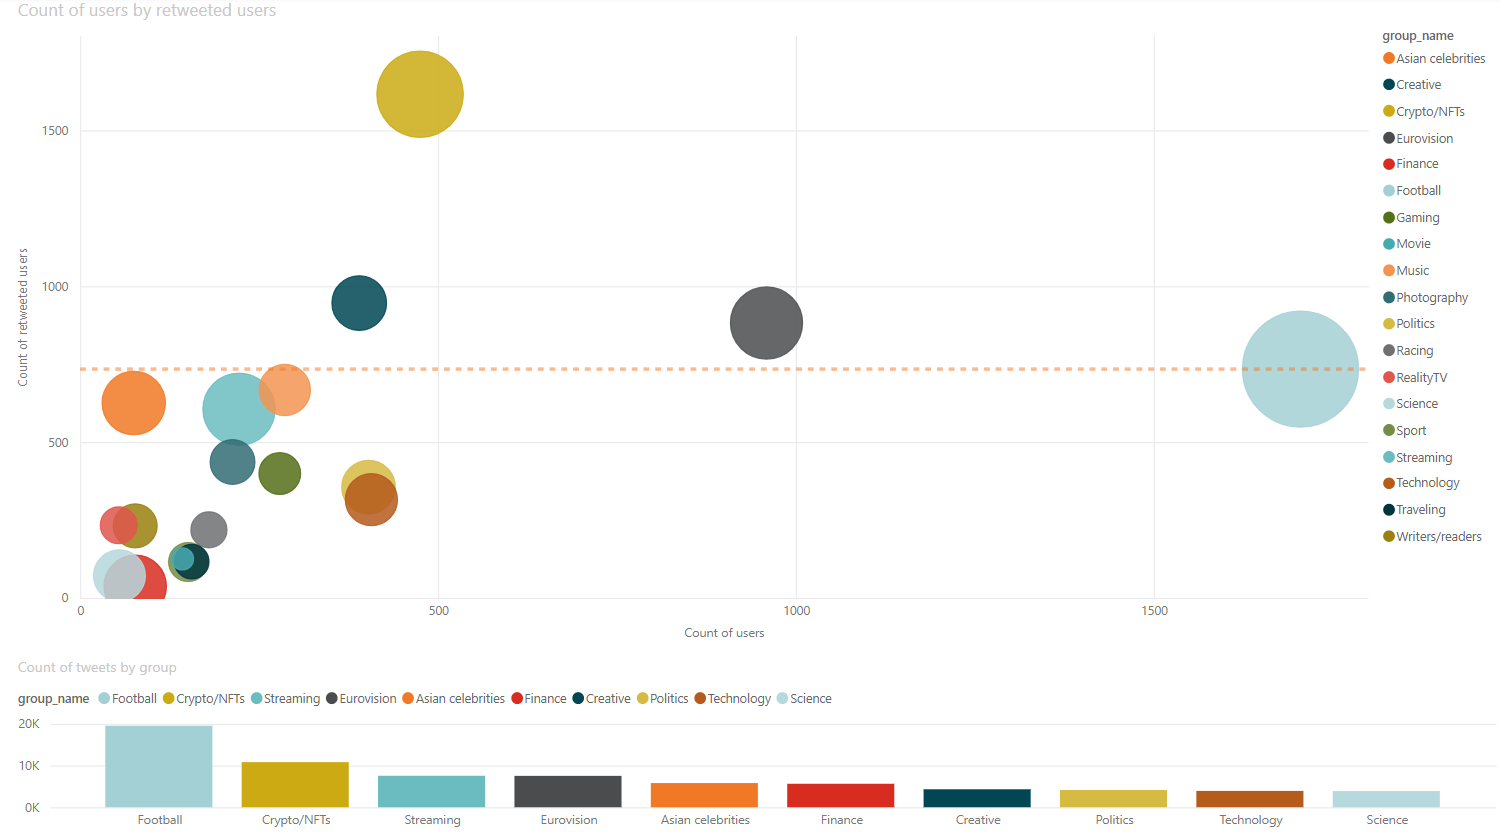 Count of users by retweeted users
group_name
Asian celebrities
Creative
Crypto/NFTs
Eurovision
Finance
Football
Gaming
Movie
Music
Photography
Politics
Racing
RealityTV
Science
Sport
Streaming
Technology
Traveling
Writers/readers
Count of retweeted users
1500
1000
500
0
0 500 1000 1500
Count of users
Count of tweets by group
group_name Football Crypto/NFTs Streaming Eurovision Asian celebrities Finance Creative Politics Technology Science
20K
10K
0K
Football Crypto/NFTs Streaming Eurovision Asian celebrities Finance Creative Politics Technology Science